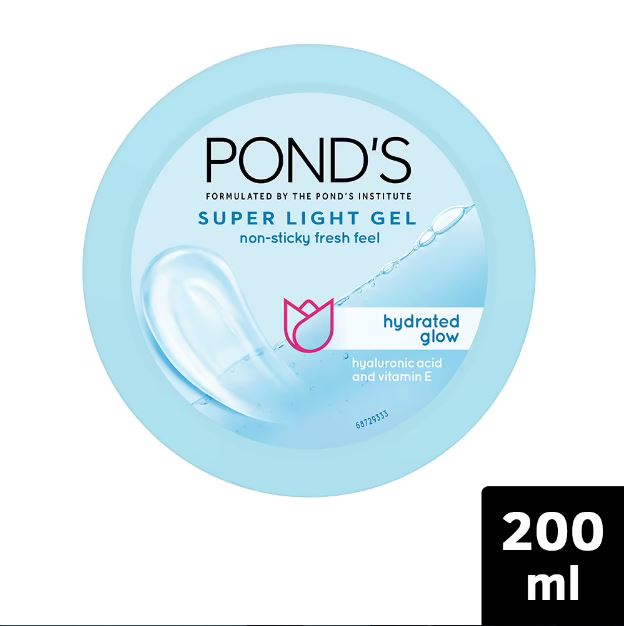 POND'S
FORMULATED BY THE POND'S INSTITUTE
SUPER LIGHT GEL
non-sticky fresh feel
hydrated
glow
hyaluronic acid
and vitamin E
68729333
200
ml